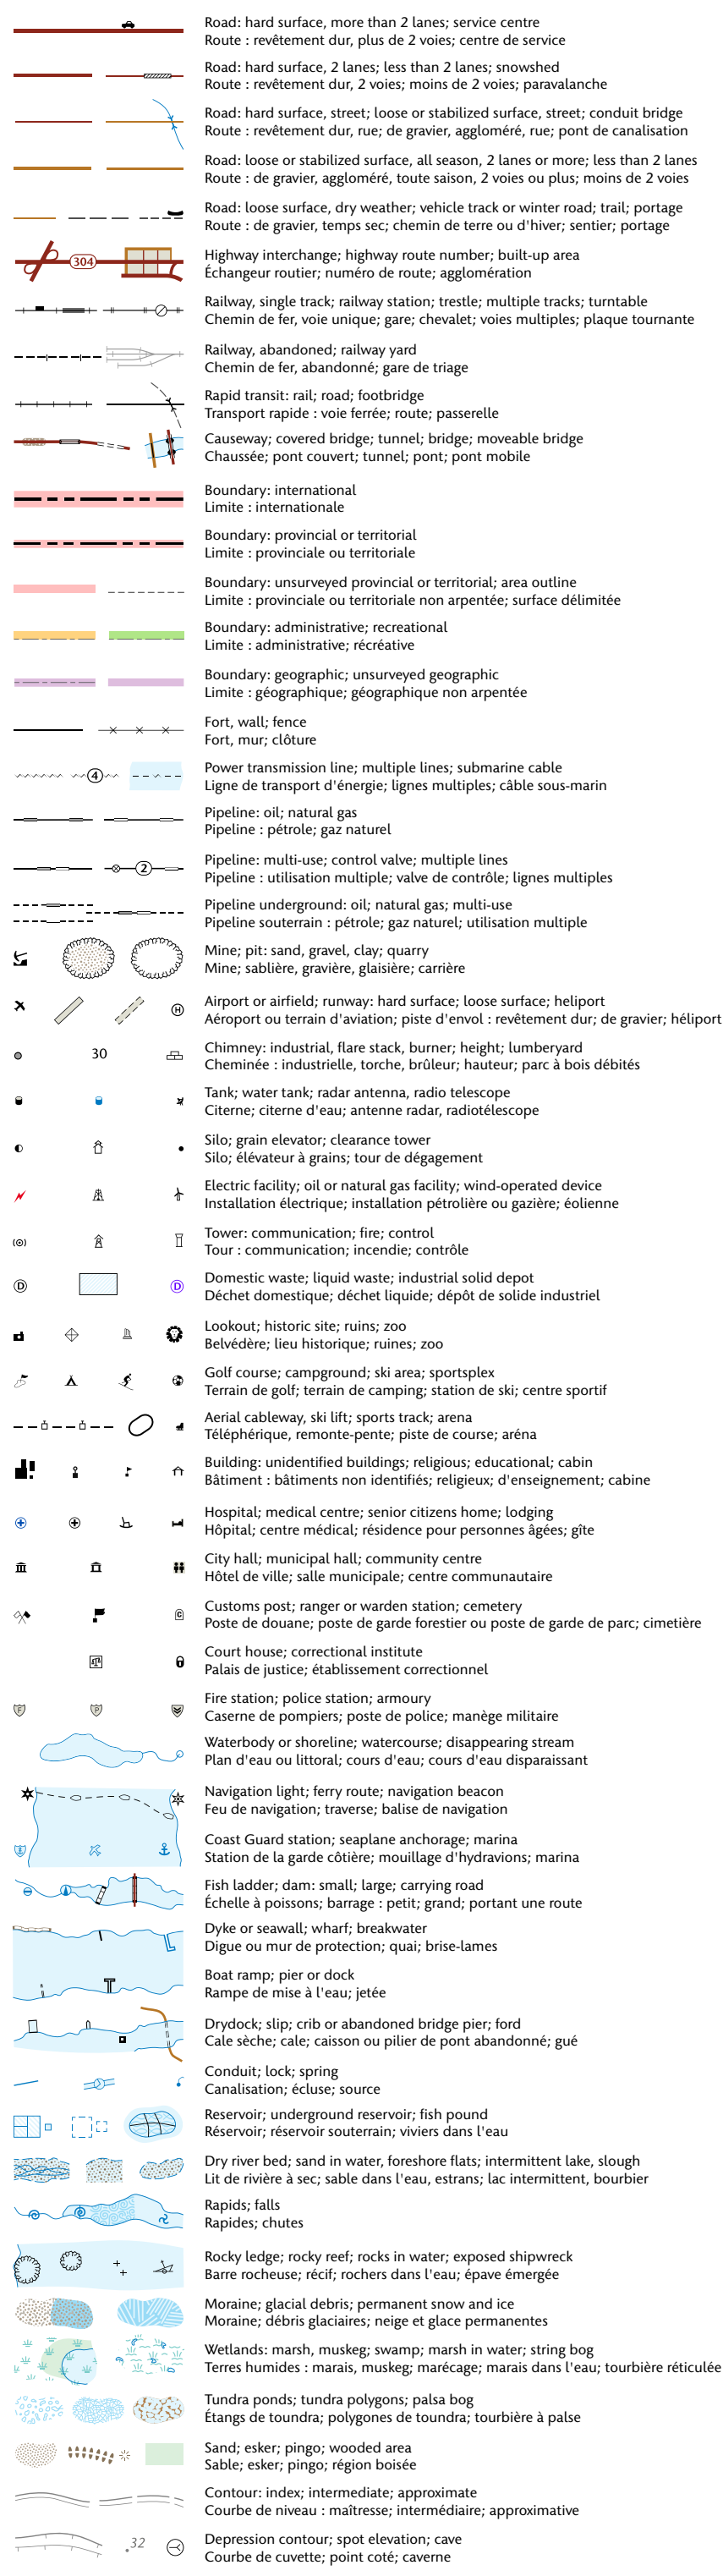 Road: hard surface, more than 2 lanes; service centre
Route : revêtement dur, plus de 2 voies; centre de service
Road: hard surface, 2 lanes; less than 2 lanes; snowshed
Route : revêtement dur, 2 voies; moins de 2 voies; paravalanche
Road: hard surface, street; loose or stabilized surface, street; conduit bridge
Route : revêtement dur, rue; de gravier, aggloméré, rue; pont de canalisation
Road: loose or stabilized surface, all season, 2 lanes or more; less than 2 lanes
Route : de gravier, aggloméré, toute saison, 2 voies ou plus; moins de 2 voies
Road: loose surface, dry weather; vehicle track or winter road; trail; portage
Route : de gravier, temps sec; chemin de terre ou d'hiver; sentier; portage
304
Highway interchange; highway route number; built-up area
Échangeur routier; numéro de route; agglomération
Railway, single track; railway station; trestle; multiple tracks; turntable
Chemin de fer, voie unique; gare; chevalet; voies multiples; plaque tournante
Railway, abandoned; railway yard
Chemin de fer, abandonné; gare de triage
Rapid transit: rail; road; footbridge
Transport rapide : voie ferrée; route; passerelle
Causeway; covered bridge; tunnel; bridge; moveable bridge
Chaussée; pont couvert; tunnel; pont; pont mobile
Boundary: international
Limite : internationale
Boundary: provincial or territorial
Limite : provinciale ou territoriale
Boundary: unsurveyed provincial or territorial; area outline
Limite : provinciale ou territoriale non arpentée; surface délimitée
Boundary: administrative; recreational
Limite : administrative; récréative
Boundary: geographic; unsurveyed geographic
Limite : géographique; géographique non arpentée
Fort, wall; fence
Fort, mur; clôture
4
Power transmission line; multiple lines; submarine cable
Ligne de transport d'énergie; lignes multiples; câble sous-marin
Pipeline: oil; natural gas
Pipeline : pétrole; gaz naturel
2
Pipeline: multi-use; control valve; multiple lines
Pipeline : utilisation multiple; valve de contrôle; lignes multiples
Pipeline underground: oil; natural gas; multi-use
Pipeline souterrain : pétrole; gaz naturel; utilisation multiple
Mine; pit: sand, gravel, clay; quarry
Mine; sablière, gravière, glaisière; carrière
H
Airport or airfield; runway: hard surface; loose surface; heliport
Aéroport ou terrain d'aviation; piste d'envol : revêtement dur; de gravier; héliport
30
Chimney: industrial, flare stack, burner; height; lumberyard
Cheminée : industrielle, torche, brûleur; hauteur; parc à bois débités
Tank; water tank; radar antenna, radio telescope
Citerne; citerne d'eau; antenne radar, radiotélescope
Silo; grain elevator; clearance tower
Silo; élévateur à grains; tour de dégagement
Electric facility; oil or natural gas facility; wind-operated device
Installation électrique; installation pétrolière ou gazière; éolienne
Tower: communication; fire; control
Tour : communication; incendie; contrôle
D D
Domestic waste; liquid waste; industrial solid depot
Déchet domestique; déchet liquide; dépôt de solide industriel
Lookout; historic site; ruins; zoo
Belvédère; lieu historique; ruines; zoo
Golf course; campground; ski area; sportsplex
Terrain de golf; terrain de camping; station de ski; centre sportif
Aerial cableway, ski lift; sports track; arena
Téléphérique, remonte-pente; piste de course; aréna
Building: unidentified buildings; religious; educational; cabin
Bâtiment : bâtiments non identifiés; religieux; d'enseignement; cabine
Hospital; medical centre; senior citizens home; lodging
Hôpital; centre médical; résidence pour personnes âgées; gîte
City hall; municipal hall; community centre
Hôtel de ville; salle municipale; centre communautaire
C
Customs post; ranger or warden station; cemetery
Poste de douane; poste de garde forestier ou poste de garde de parc; cimetière
Court house; correctional institute
Palais de justice; établissement correctionnel
F P
Fire station; police station; armoury
Caserne de pompiers; poste de police; manège militaire
Waterbody or shoreline; watercourse; disappearing stream
Plan d'eau ou littoral; cours d'eau; cours d'eau disparaissant
Navigation light; ferry route; navigation beacon
Feu de navigation; traverse; balise de navigation
Coast Guard station; seaplane anchorage; marina
Station de la garde côtière; mouillage d'hydravions; marina
Fish ladder; dam: small; large; carrying road
Échelle à poissons; barrage : petit; grand; portant une route
Dyke or seawall; wharf; breakwater
Digue ou mur de protection; quai; brise-lames
Boat ramp; pier or dock
Rampe de mise à l'eau; jetée
Drydock; slip; crib or abandoned bridge pier; ford
Cale sèche; cale; caisson ou pilier de pont abandonné; gué
Conduit; lock; spring
Canalisation; écluse; source
Reservoir; underground reservoir; fish pound
Réservoir; réservoir souterrain; viviers dans l'eau
Dry river bed; sand in water, foreshore flats; intermittent lake, slough
Lit de rivière à sec; sable dans l'eau, estrans; lac intermittent, bourbier
Rapids; falls
Rapides; chutes
Rocky ledge; rocky reef; rocks in water; exposed shipwreck
Barre rocheuse; récif; rochers dans l'eau; épave émergée
Moraine; glacial debris; permanent snow and ice
Moraine; débris glaciaires; neige et glace permanentes
Wetlands: marsh, muskeg; swamp; marsh in water; string bog
Terres humides : marais, muskeg; marécage; marais dans l'eau; tourbière réticulée
Tundra ponds; tundra polygons; palsa bog
Étangs de toundra; polygones de toundra; tourbière à palse
Sand; esker; pingo; wooded area
Sable; esker; pingo; région boisée
Contour: index; intermediate; approximate
Courbe de niveau : maîtresse; intermédiaire; approximative
.32
Depression contour; spot elevation; cave
Courbe de cuvette; point coté; caverne